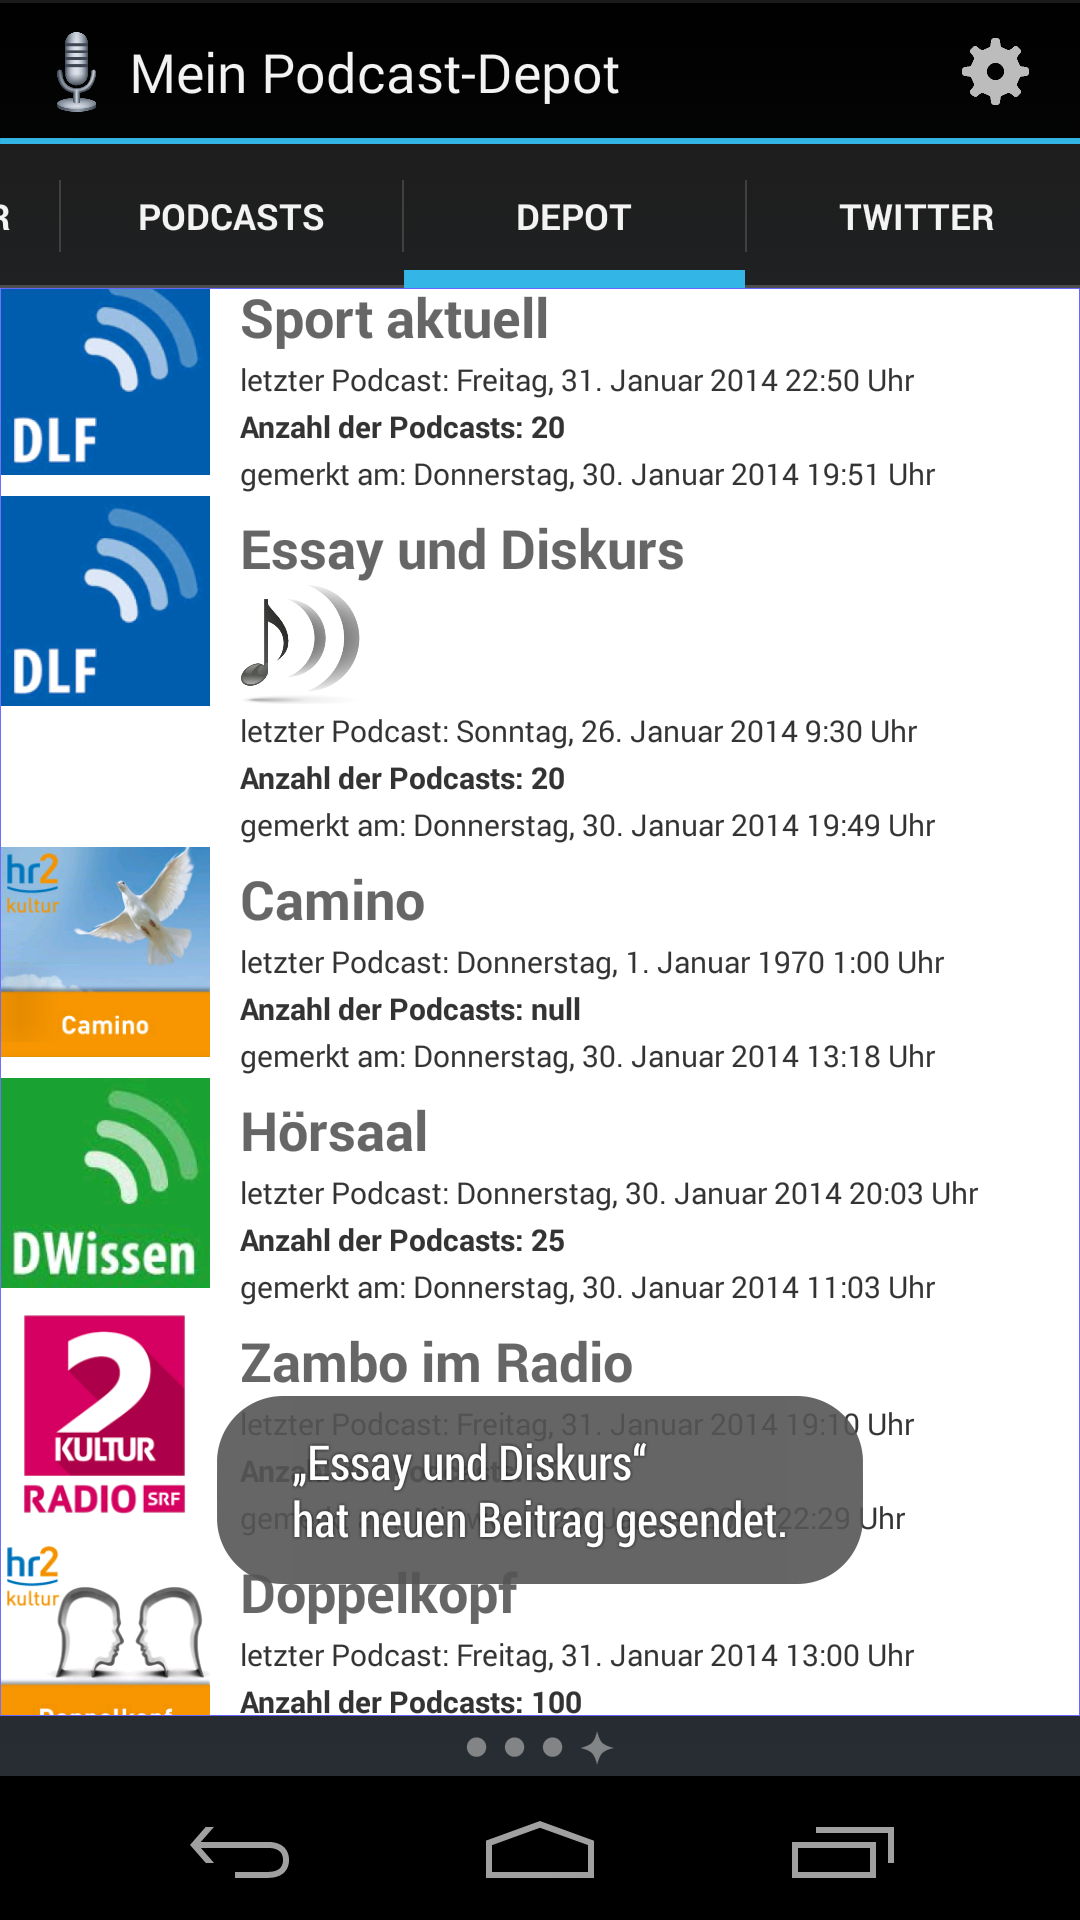 Mein Podcast-Depot
R PODCASTS DEPOT TWITTER
DLF
Sport aktuell
letzter Podcast: Freitag, 31. Januar 2014 22:50 Uhr
Anzahl der Podcasts: 20
gemerkt am: Donnerstag, 30. Januar 2014 19:51 Uhr
DLF
Essay und Diskurs
letzter Podcast: Sonntag, 26. Januar 2014 9:30 Uhr
Anzahl der Podcasts: 20
gemerkt am: Donnerstag, 30. Januar 2014 19:49 Uhr
hr2
kultur
Camino
Camino
letzter Podcast: Donnerstag, 1. Januar 1970 1:00 Uhr
Anzahl der Podcasts: null
gemerkt am: Donnerstag, 30. Januar 2014 13:18 Uhr
DWissen
Hörsaal
letzter Podcast: Donnerstag, 30. Januar 2014 20:03 Uhr
Anzahl der Podcasts: 25
gemerkt am: Donnerstag, 30. Januar 2014 11:03 Uhr
2
KULTUR
RADIO SRF
Zambo im Radio
letzter Podcast: Freitag, 31. Januar 2014 19:10 Uhr
„Essay und Diskurs“
hat neuen Beitrag gesendet.
22:29 Uhr
hr2
kultur
Doppelkopf
Doppelkopf
letzter Podcast: Freitag, 31. Januar 2014 13:00 Uhr
Anzahl der Podcasts: 100